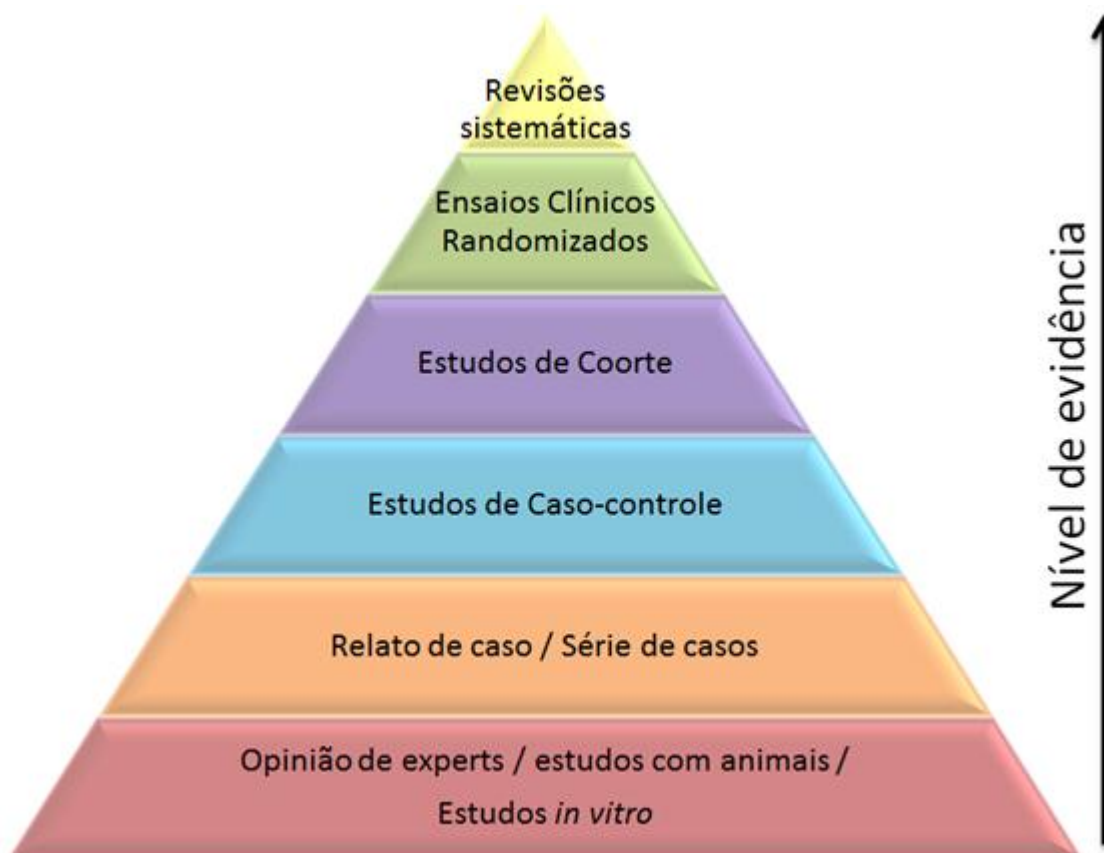 Revisões
sistemáticas
Ensaios Clínicos
Randomizados
Estudos de Coorte
Estudos de Caso-controle
Relato de caso / Série de casos
Opinião de experts / estudos com animais /
Estudos in vitro
Nível de evidência